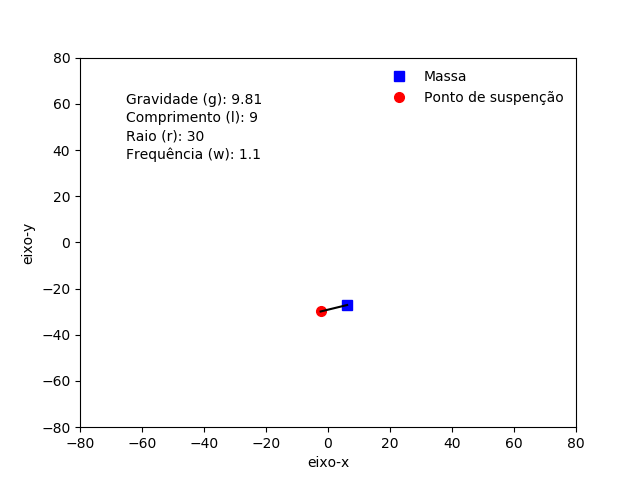 Massa
Ponto de suspenção
Gravidade (g): 9.81
Comprimento (l): 9
Raio (r): 30
Frequência (w): 1.1
80
60
40
20
0
−20
−40
−60
−80
eixo-y
−80 −60 −40 −20 0 20 40 60 80
eixo-x